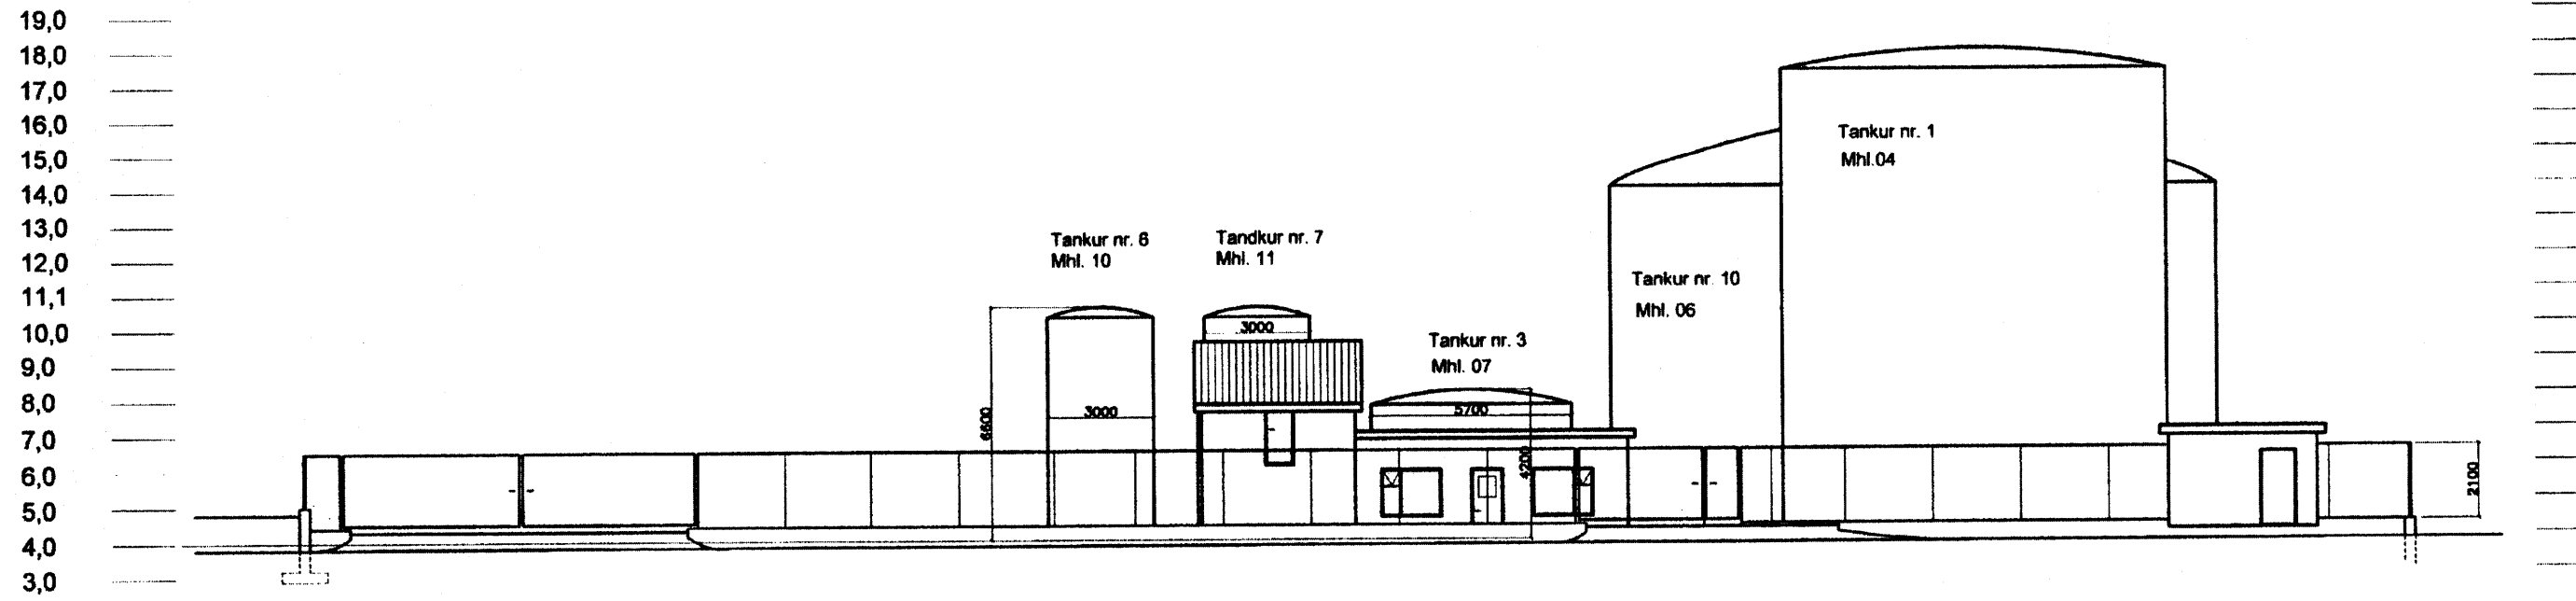 19,0
18,0
17,0
16,0
15,0
14,0
13,0
12,0
11,1
10,0
9,0
8,0
7,0
6,0
5,0
4,0
3,0
Tankur nr. 6
Mhl. 10
6600
3000
Tandkur nr. 7
Mhl. 11
3000
Tankur nr. 3
Mhl. 07
5700
4200
Tankur nr. 10
Mhl. 06
Tankur nr. 1
Mhl.04
2100